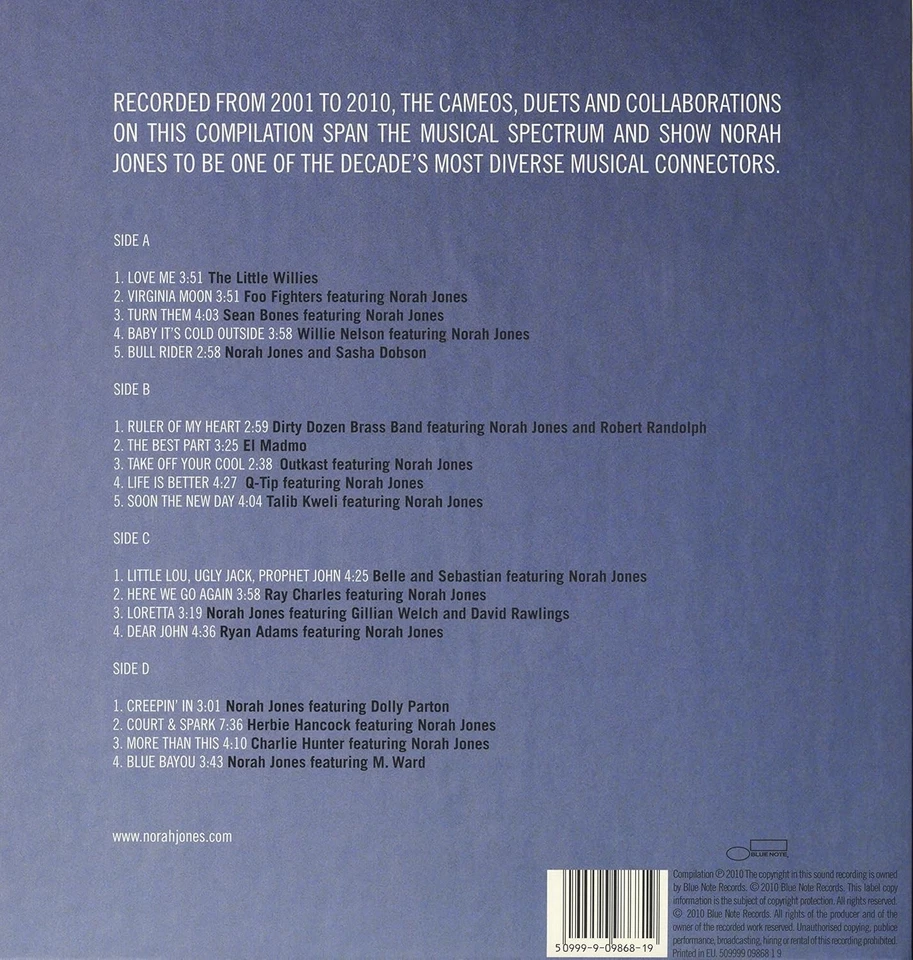 RECORDED FROM 2001 TO 2010, THE CAMEOS, DUETS AND COLLABORATIONS
ON THIS COMPILATION SPAN THE MUSICAL SPECTRUM AND SHOW NORAH
JONES TO BE ONE OF THE DECADE'S MOST DIVERSE MUSICAL CONNECTORS.
SIDE A
1. LOVE ME 3:51 The Little Willies
2. VIRGINIA MOON 3:51 Foo Fighters featuring Norah Jones
3. TURN THEM 4:03 Sean Bones featuring Norah Jones
4. BABY IT'S COLD OUTSIDE 3:58 Willie Nelson featuring Norah Jones
5. BULL RIDER 2:58 Norah Jones and Sasha Dobson
SIDE B
1. RULER OF MY HEART 2:59 Dirty Dozen Brass Band featuring Norah Jones and Robert Randolph
2. THE BEST PART 3:25 El Madmo
3. TAKE OFF YOUR COOL 2:38 Outkast featuring Norah Jones
4. LIFE IS BETTER 4:27 Q-Tip featuring Norah Jones
5. SOON THE NEW DAY 4:04 Talib Kweli featuring Norah Jones
SIDE C
1. LITTLE LOU, UGLY JACK, PROPHET JOHN 4:25 Belle and Sebastian featuring Norah Jones
2. HERE WE GO AGAIN 3:58 Ray Charles featuring Norah Jones
3. LORETTA 3:19 Norah Jones featuring Gillian Welch and David Rawlings
4. DEAR JOHN 4:36 Ryan Adams featuring Norah Jones
SIDE D
1. CREEPIN' IN 3:01 Norah Jones featuring Dolly Parton
2. COURT & SPARK 7:36 Herbie Hancock featuring Norah Jones
3. MORE THAN THIS 4:10 Charlie Hunter featuring Norah Jones
4. BLUE BAYOU 3:43 Norah Jones featuring M. Ward
www.norahjones.com
BLUE NOTE
Compilation ℗ 2010 The copyright in this sound recording is owned
by Blue Note Records. © 2010 Blue Note Records. This label copy
information is the subject of copyright protection. All rights reserved.
© 2010 Blue Note Records. All rights of the producer and of the
owner of the recorded work reserved. Unauthorised copying, publice
performance, broadcasting, hiring or rental of this recording prohibited.
Printed in EU. 509999 09868 1 9
5 0999-9-09868-19